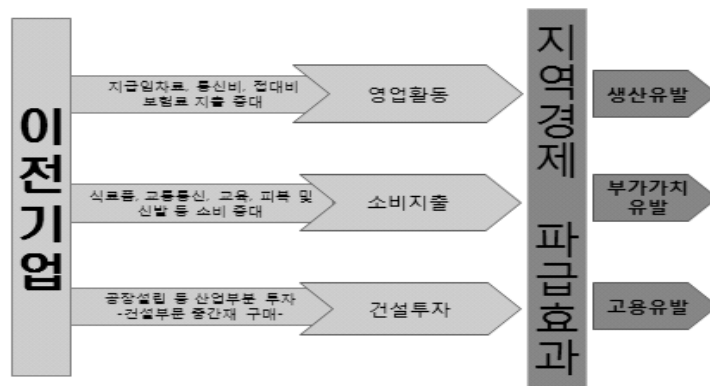 이전기업
지급임차료, 통신비, 접대비
보험료 지출 증대
영업활동
식료품, 교통통신, 교육, 피복 및
신발 등 소비 증대
소비지출
공장설립 등 산업부분 투자
-건설부문 중간재 구매-
건설투자
지역경제 파급효과
생산유발
부가가치
유발
고용유발